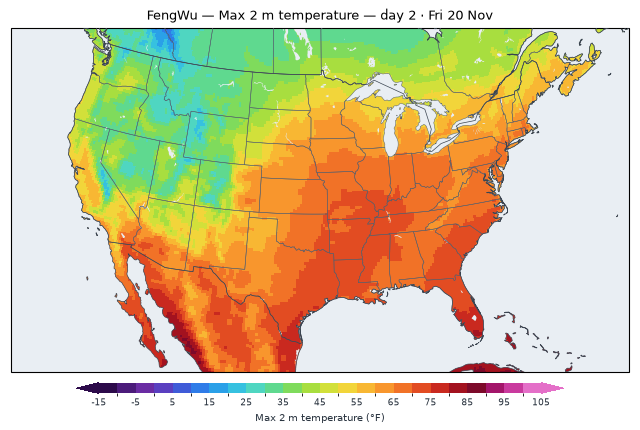 FengWu — Max 2 m temperature — day 2 · Fri 20 Nov
-15 -5 5 15 25 35 45 55 65 75 85 95 105
Max 2 m temperature (°F)